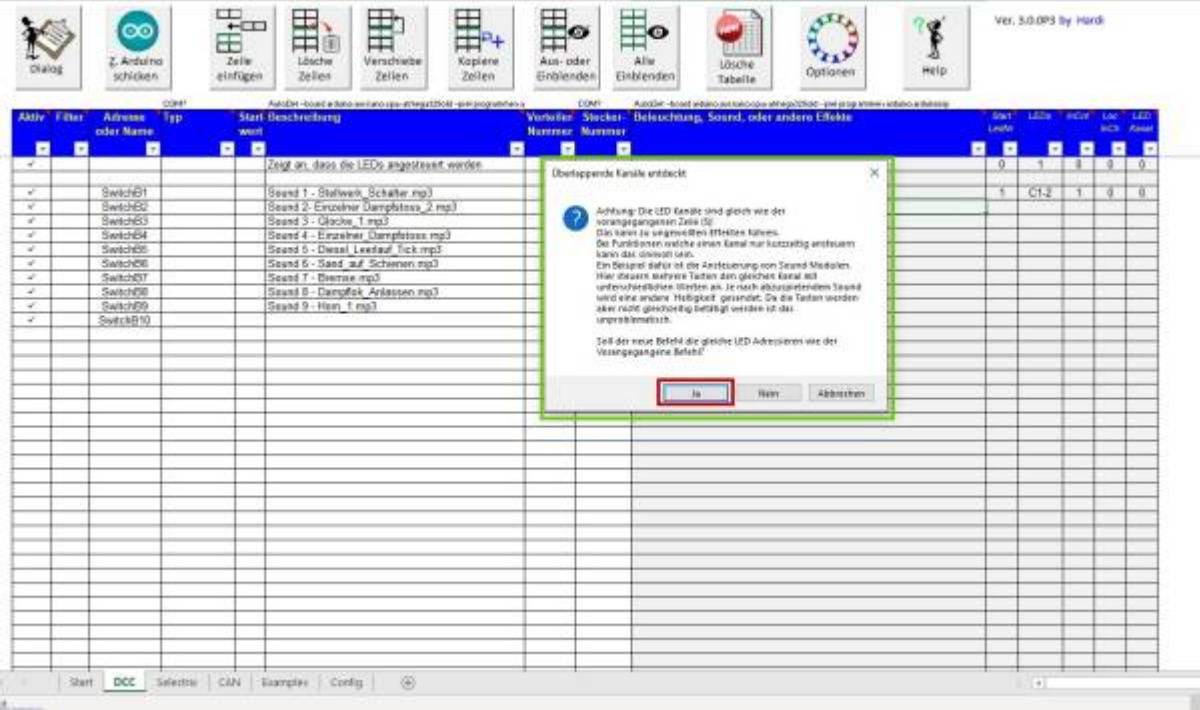 Ver. 3.0.0P3 by Hardi
Dialog
Z. Arduino schicken
Zeile einfügen
Lösche Zeilen
Verschiebe Zeilen
Kopiere Zeilen
Aus- oder Einblenden
Alle Einblenden
Lösche Tabelle
Optionen
Help
COM?
COM?
Aktiv Filter Adresse oder Name Typ Start wert Beschreibung Verteiler Nummer Stecker Nummer Beleuchtung, Sound, oder andere Effekte Start LedNr LEDs InCnt Loc InCh LED Kanal
Zeigt an, dass die LEDs angesteuert werden 0 1 0 0 0
SwitchB1 Sound 1 - Stellwerk_Schalter.mp3 1 C1-2 1 0 0
SwitchB2 Sound 2- Einzelner Dampfstoss_2.mp3
SwitchB3 Sound 3 - Glocke_1.mp3
SwitchB4 Sound 4 - Einzelner_Dampfstoss.mp3
SwitchB5 Sound 5 - Diesel_Leerlauf_Tick.mp3
SwitchB6 Sound 6 - Sand_auf_Schienen.mp3
SwitchB7 Sound 7 - Bremse.mp3
SwitchB8 Sound 8 - Dampflok_Anlassen.mp3
SwitchB9 Sound 9 - Horn_1.mp3
SwitchB10
Überlappende Kanäle entdeckt
Achtung: Die LED Kanäle sind gleich wie der
vorangegangenen Zeile (5)
Das kann zu ungewollten Effekten führen.
Bei Funktionen welche einen Kanal nur kurzzeitig ansteuern
kann das sinnvoll sein.
Ein Beispiel dafür ist die Ansteuerung von Sound Modulen.
Hier steuern mehrere Tasten den gleichen Kanal mit
unterschiedlichen Werten an. Je nach abzuspielendem Sound
wird eine andere 'Helligkeit' gesendet. Da die Tasten werden
aber nicht gleichzeitig betätigt werden ist das
unproblematisch.
Soll der neue Befehl die gleiche LED Adressieren wie der
Vorangegangene Befehl?
Ja
Nein
Abbrechen
Start DCC Selectrix CAN Examples Config